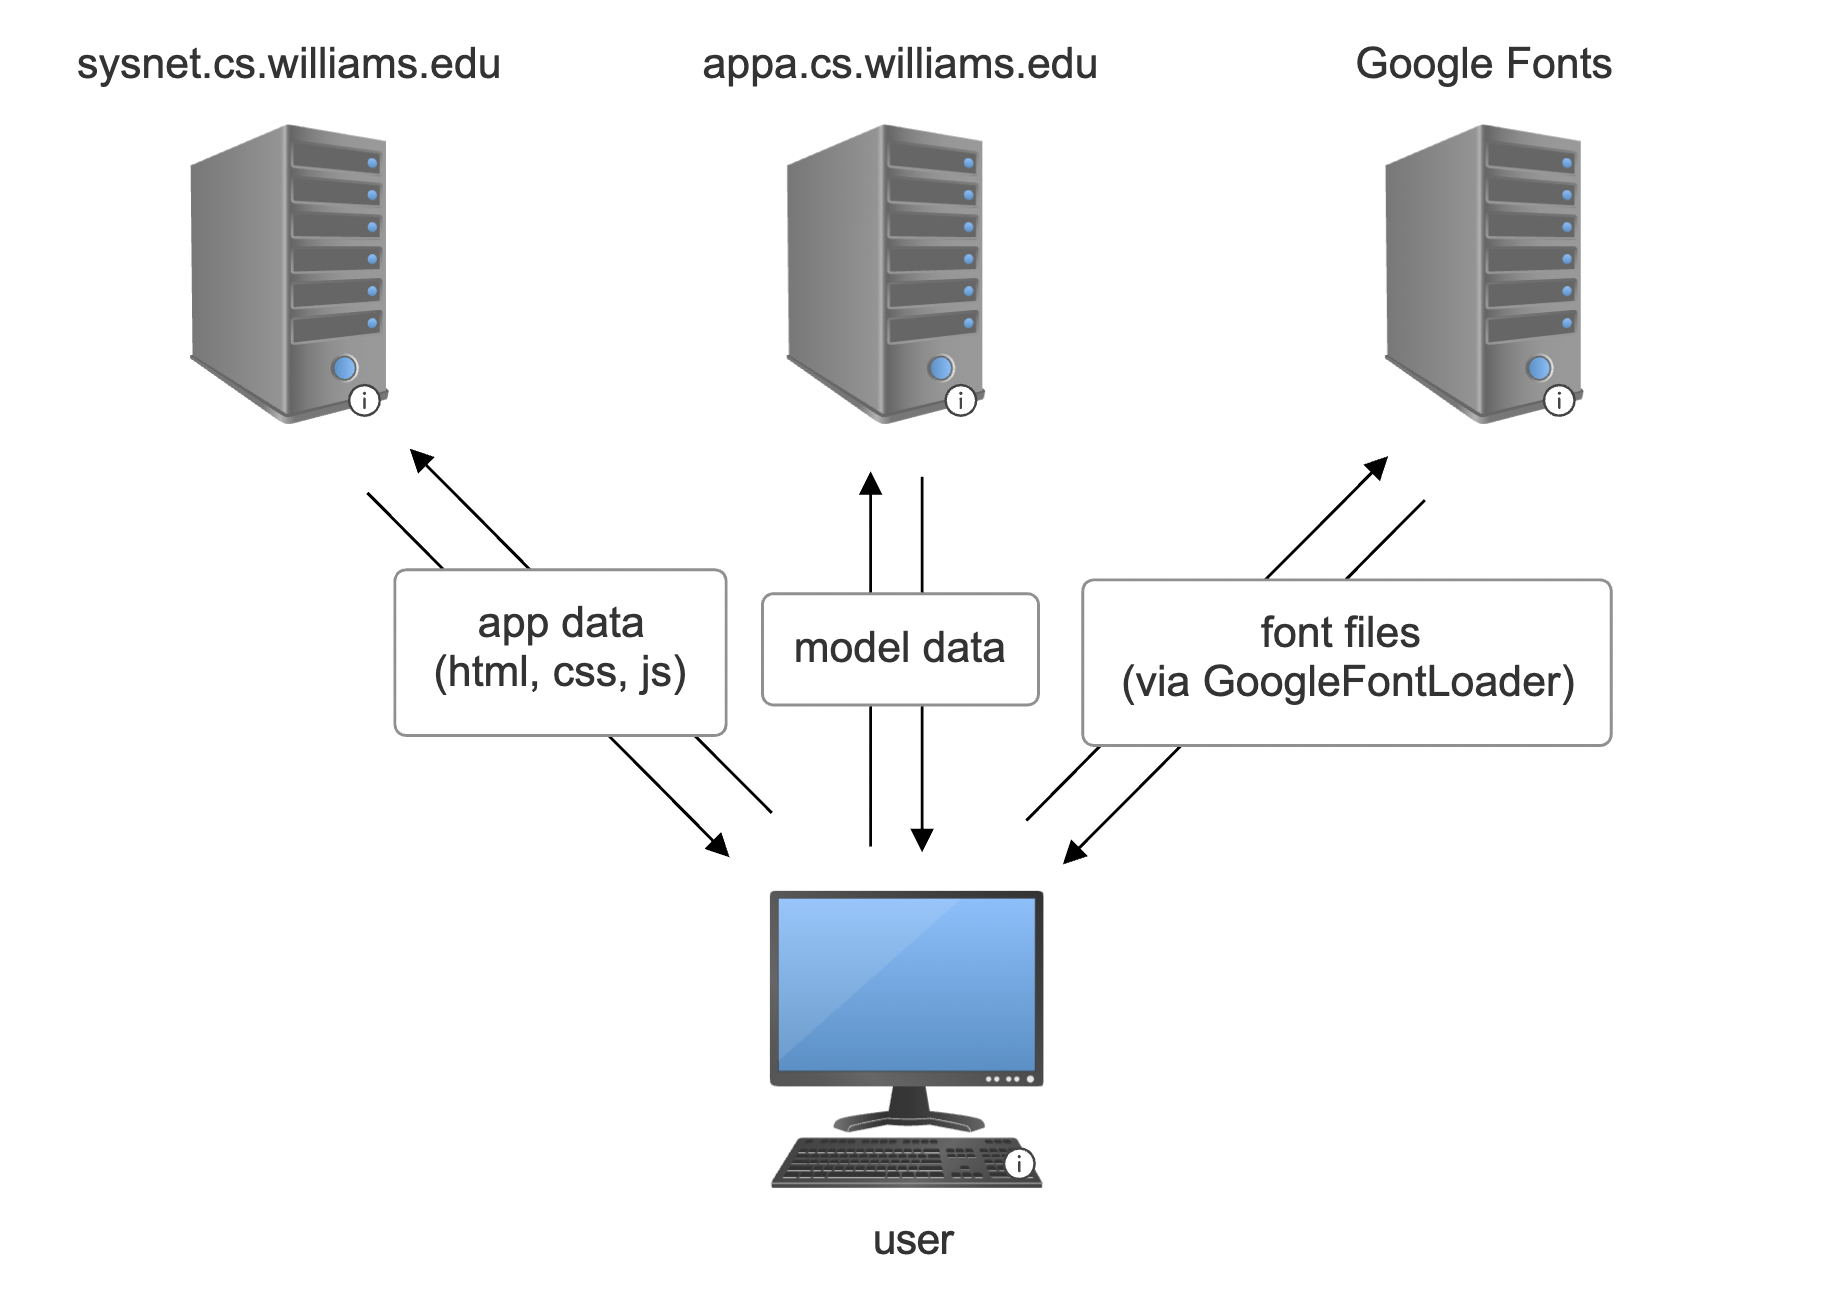 sysnet.cs.williams.edu
appa.cs.williams.edu
Google Fonts
i
i
i
app data
(html, css, js)
model data
font files
(via GoogleFontLoader)
i
user